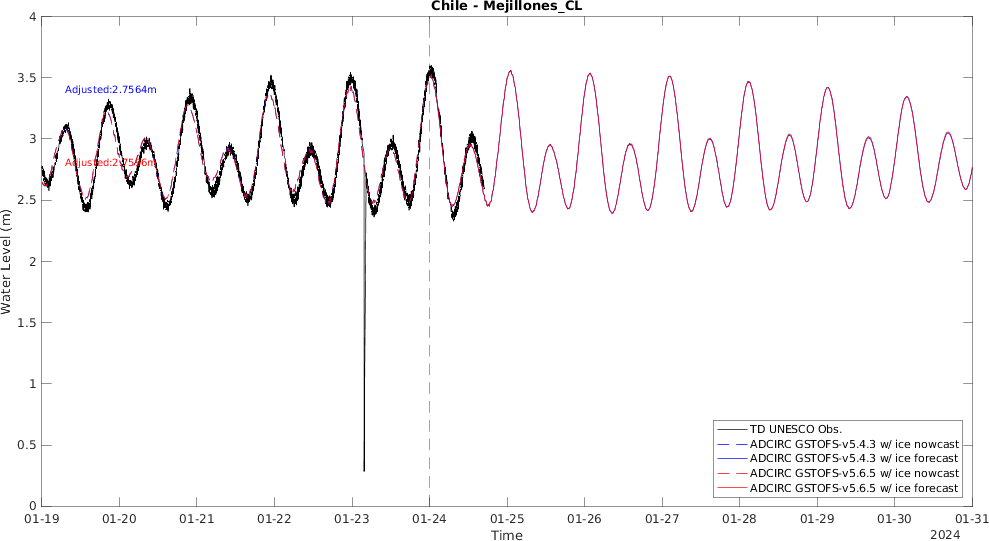 Chile - Mejillones_CL
4
3.5
3
2.5
2
1.5
1
0.5
0
Water Level (m)
Adjusted:2.7564m
TD UNESCO Obs.
ADCIRC GSTOFS-v5.4.3 w/ ice nowcast
ADCIRC GSTOFS-v5.4.3 w/ ice forecast
ADCIRC GSTOFS-v5.6.5 w/ ice nowcast
ADCIRC GSTOFS-v5.6.5 w/ ice forecast
01-19 01-20 01-21 01-22 01-23 01-24 01-25 01-26 01-27 01-28 01-29 01-30 01-31
Time
2024